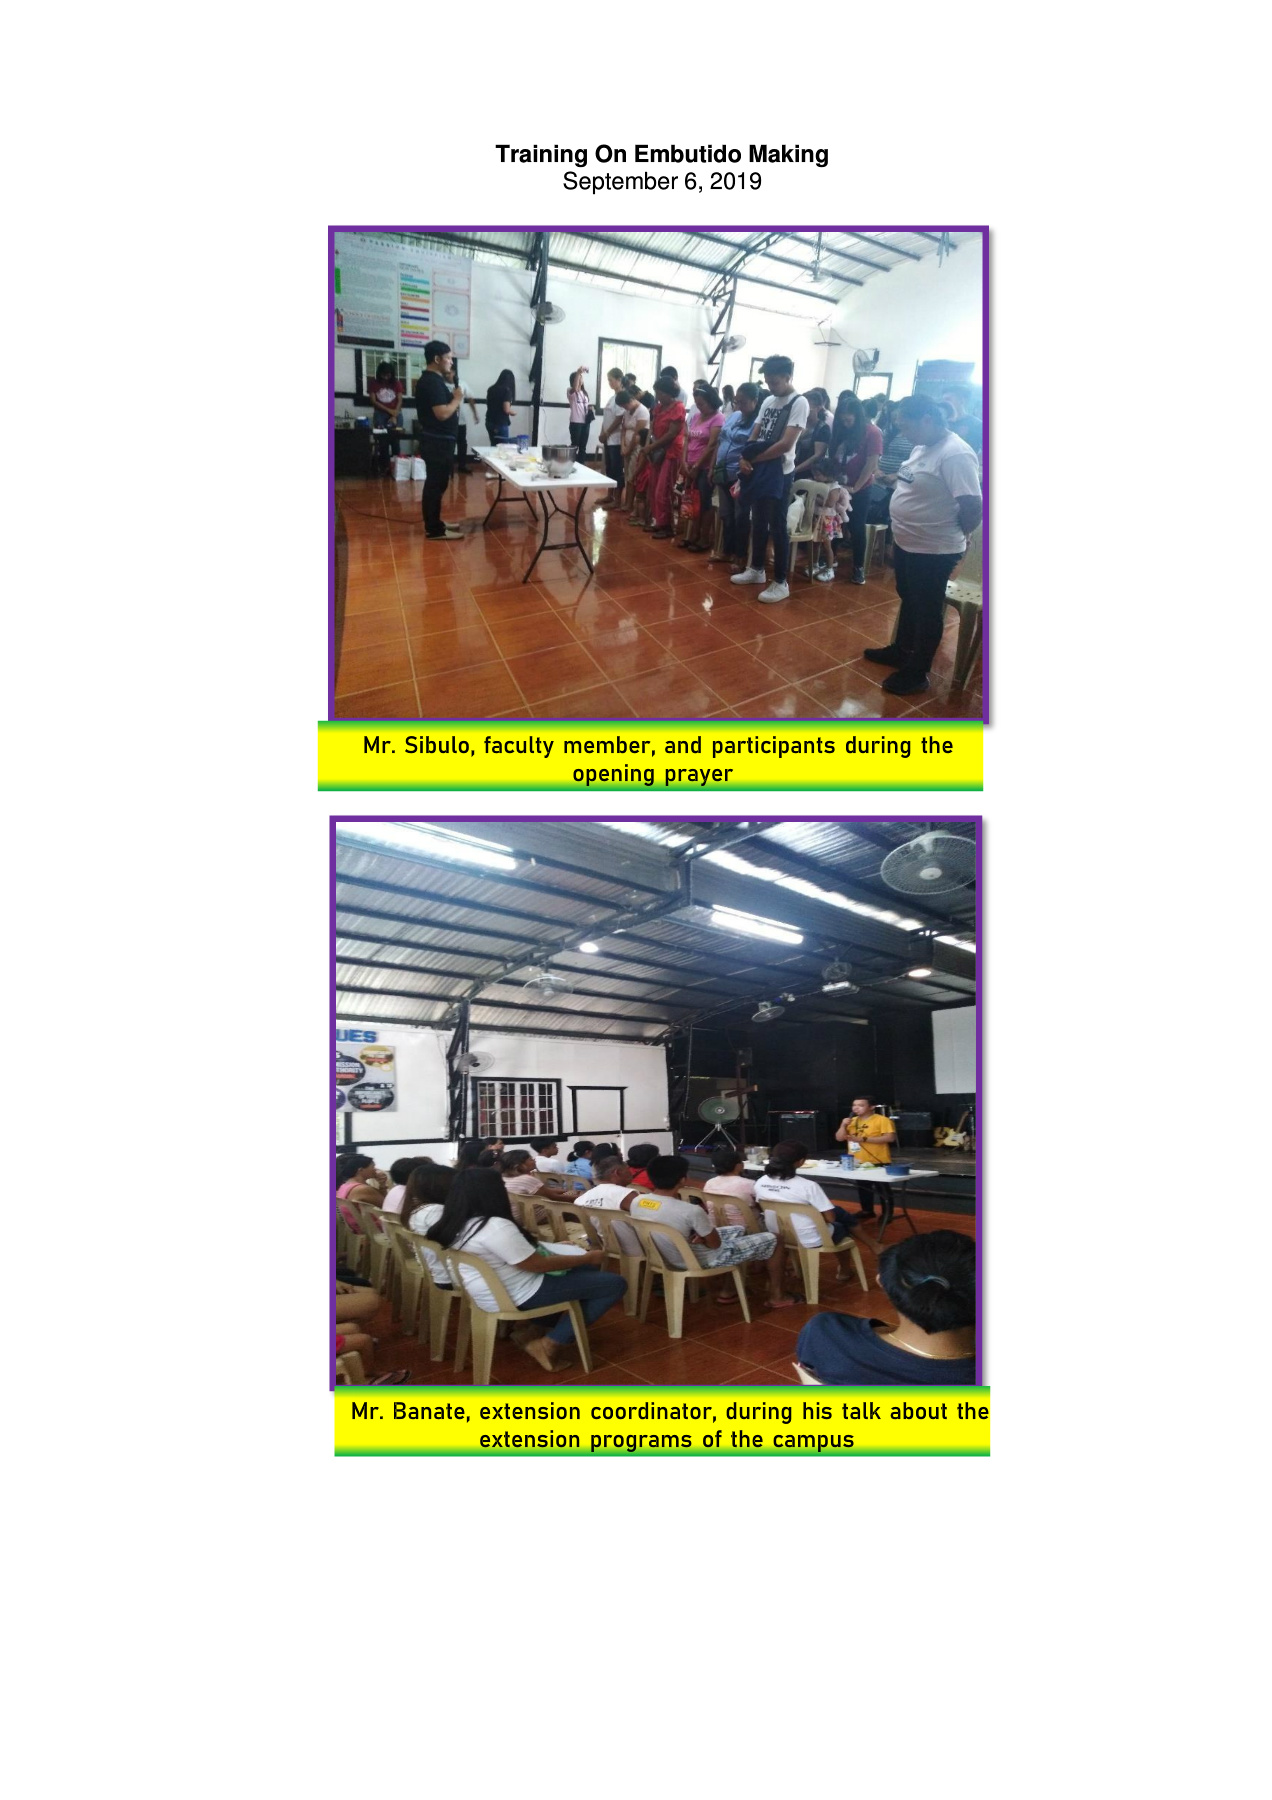 Training On Embutido Making
September 6, 2019
Mr. Sibulo, faculty member, and participants during the
opening prayer
UES
Mr. Banate, extension coordinator, during his talk about the
extension programs of the campus